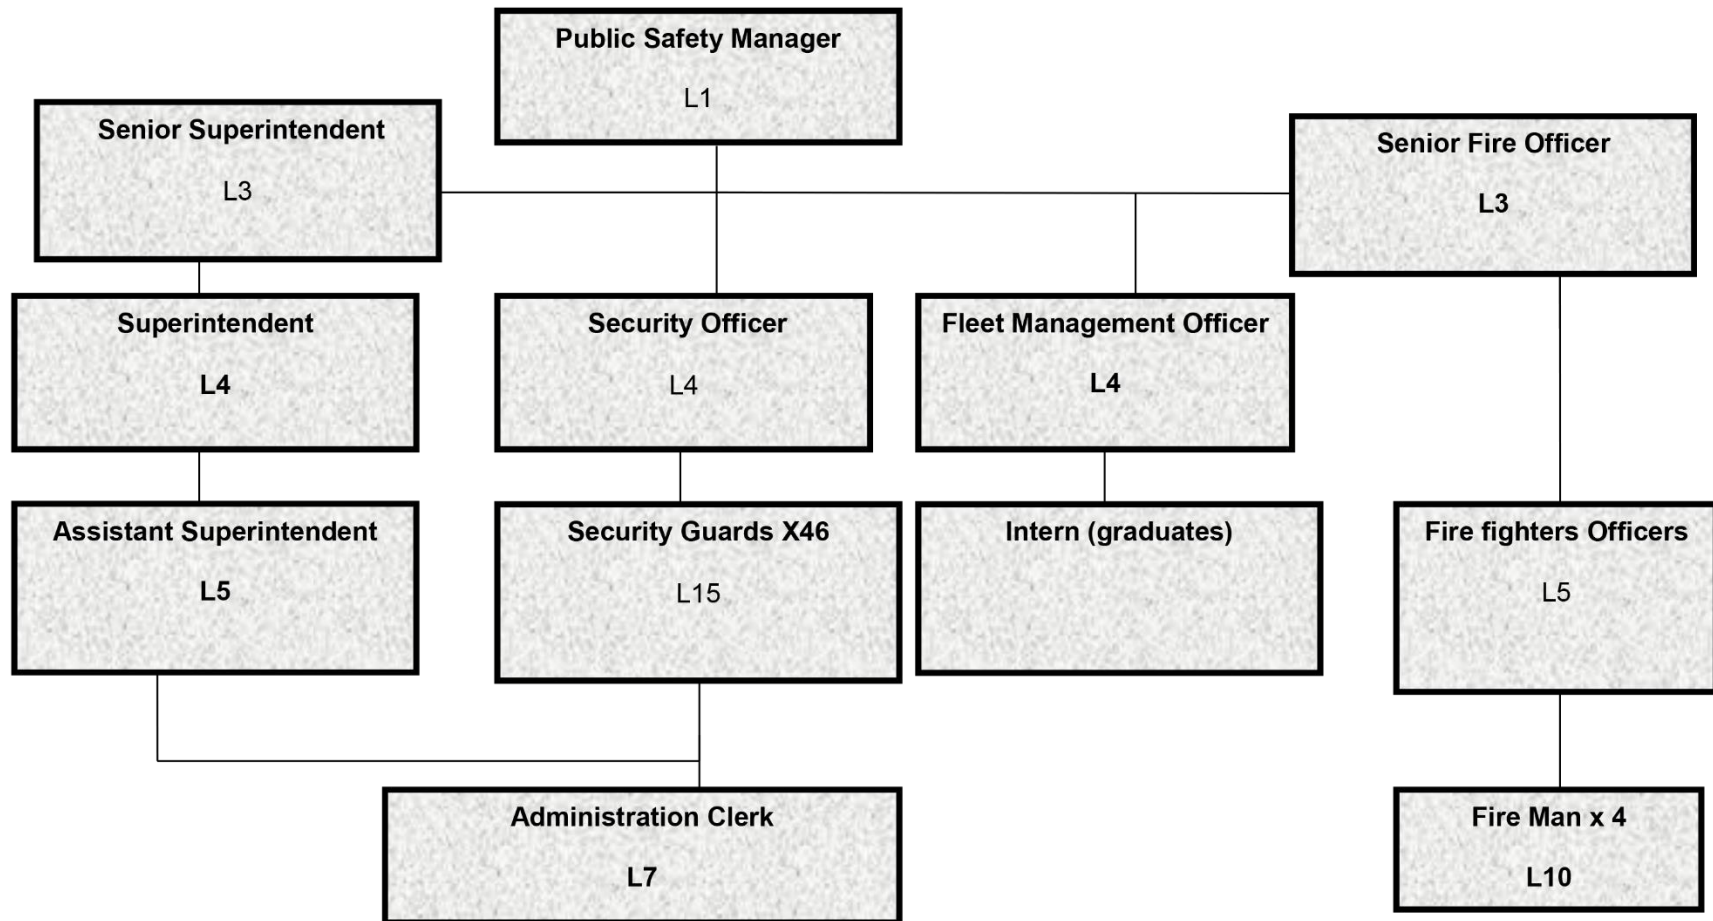 Public Safety Manager
L1
Senior Superintendent
L3
Senior Fire Officer
L3
Superintendent
L4
Security Officer
L4
Fleet Management Officer
L4
Assistant Superintendent
L5
Security Guards X46
L15
Intern (graduates)
Fire fighters Officers
L5
Administration Clerk
L7
Fire Man x 4
L10